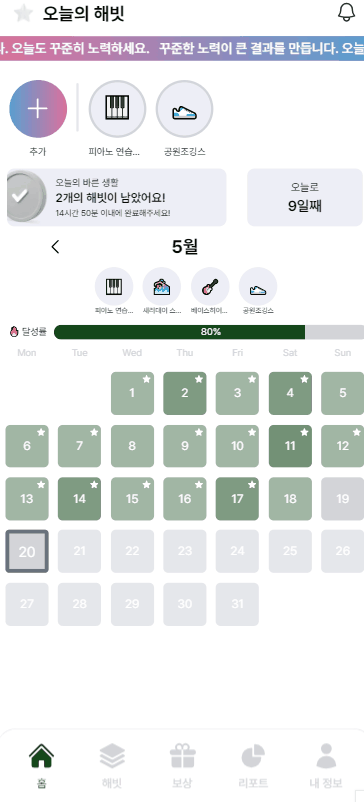 오늘의 해빗
다. 오늘도 꾸준히 노력하세요. 꾸준한 노력이 큰 결과를 만듭니다. 오늘
추가
피아노 연습...
공원조깅스
오늘의 바른 생활
2개의 해빗이 남았어요!
14시간 50분 이내에 완료해주세요!
오늘로
9일째
5월
피아노 연습...
새러데이 스...
베이스하이...
공원조깅스
달성률
80%
Mon Tue Wed Thu Fri Sat Sun
1 2 3 4 5
6 7 8 9 10 11 12
13 14 15 16 17 18 19
20 21 22 23 24 25 26
27 28 29 30 31
홈 해빗 보상 리포트 내 정보